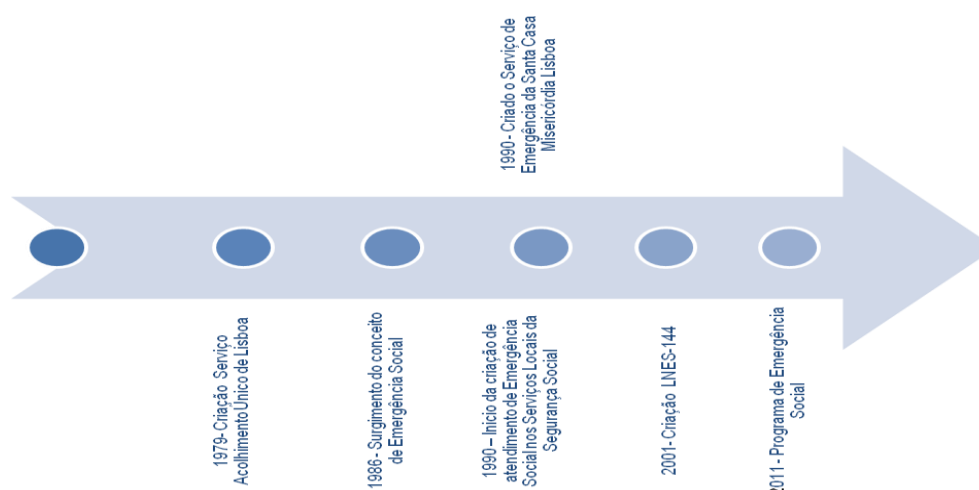 1979-Criação Serviço
Acolhimento Único de Lisboa
1986- Surgimento do conceito
de Emergência Social
1990 – Inicio da criação de
atendimento de Emergência
Social nos Serviços Locais da
Segurança Social
1990- Criado o Serviço de
Emergência da Santa Casa
Misericórdia Lisboa
2001- Criação LNES-144
2011- Programa de Emergência
Social